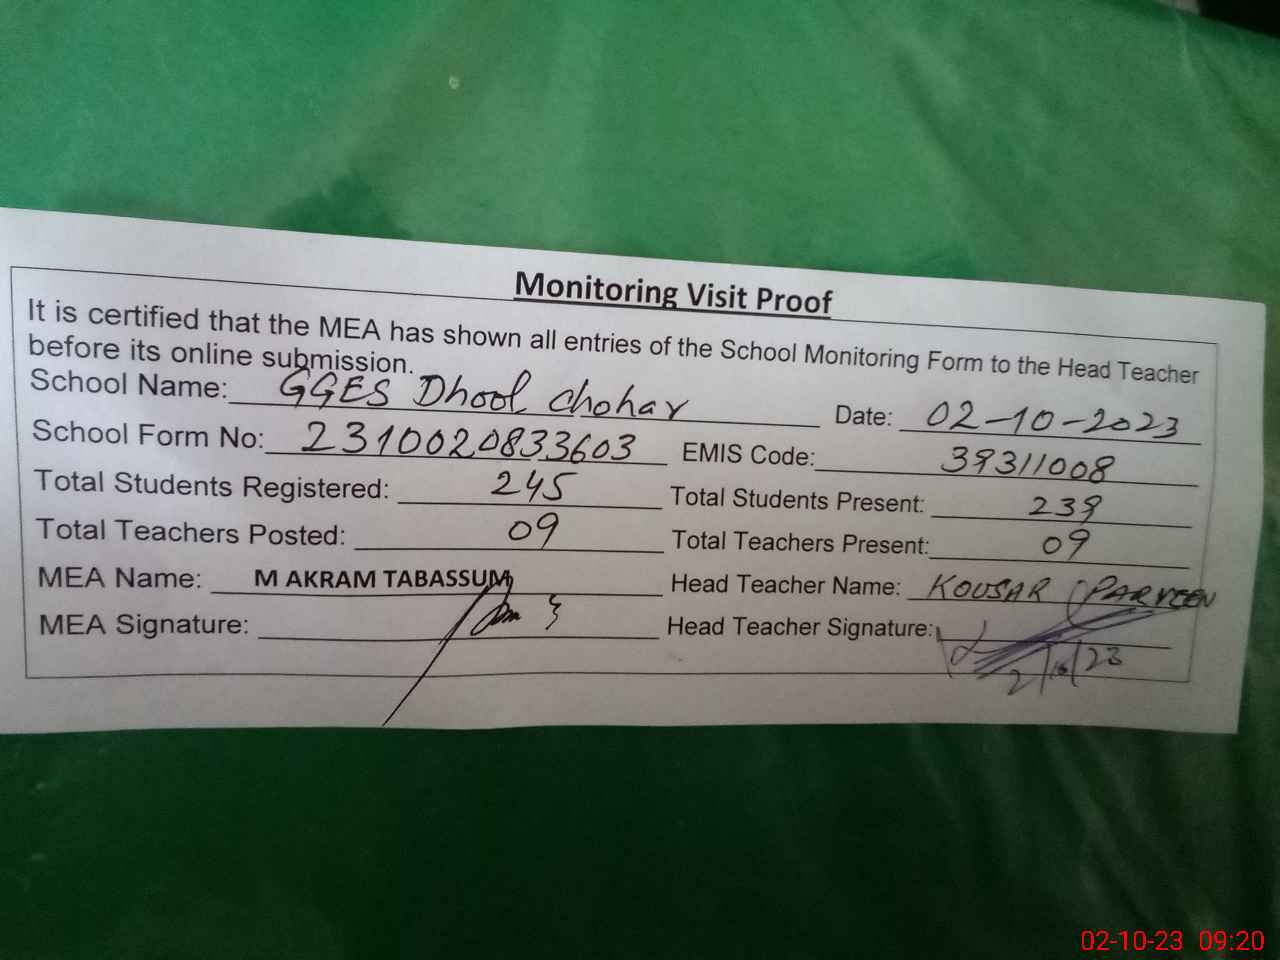 Monitoring Visit Proof
It is certified that the MEA has shown all entries of the School Monitoring Form to the Head Teacher
before its online submission.
School Name: GGES Dhool Chohar Date: 02-10-2023
School Form No: 2310020833603 EMIS Code: 39311008
Total Students Registered: 245 Total Students Present: 239
Total Teachers Posted: 09 Total Teachers Present: 09
MEA Name: M AKRAM TABASSUM Head Teacher Name: KOUSAR PARVEEN
MEA Signature: Head Teacher Signature:
2/10/23
02-10-23 09:20